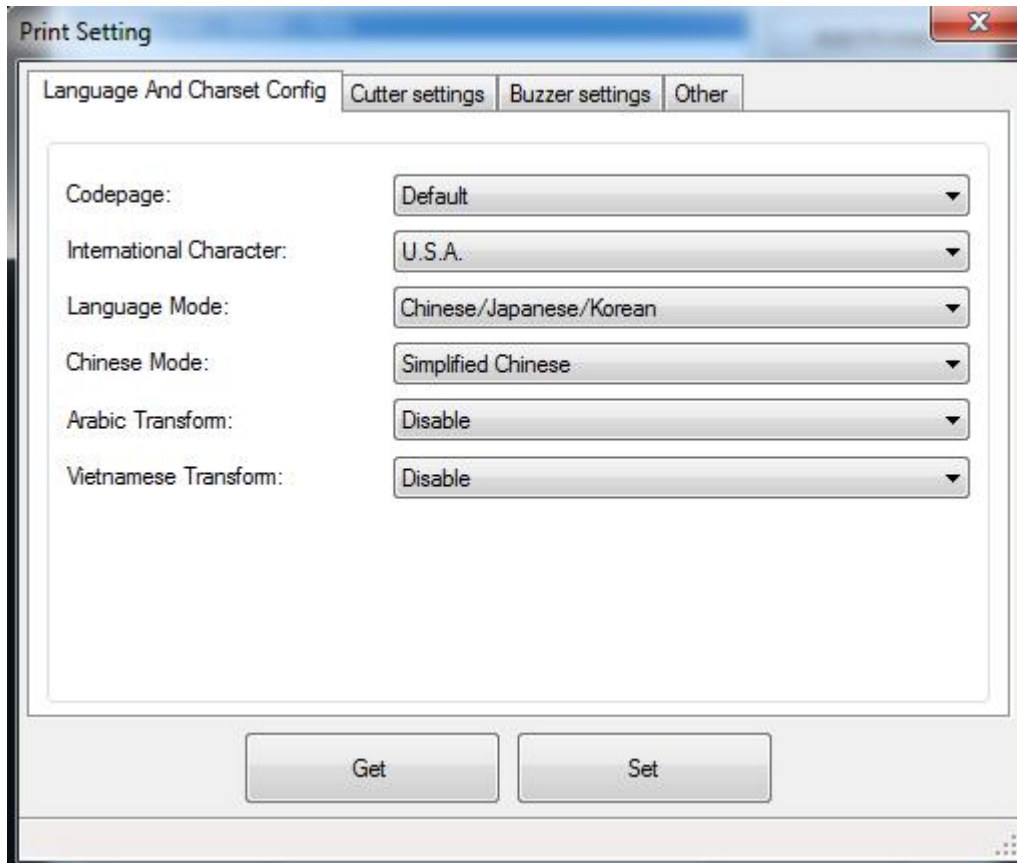 Print Setting
Language And Charset Config Cutter settings Buzzer settings Other
Codepage: Default
International Character: U.S.A.
Language Mode: Chinese/Japanese/Korean
Chinese Mode: Simplified Chinese
Arabic Transform: Disable
Vietnamese Transform: Disable
Get Set